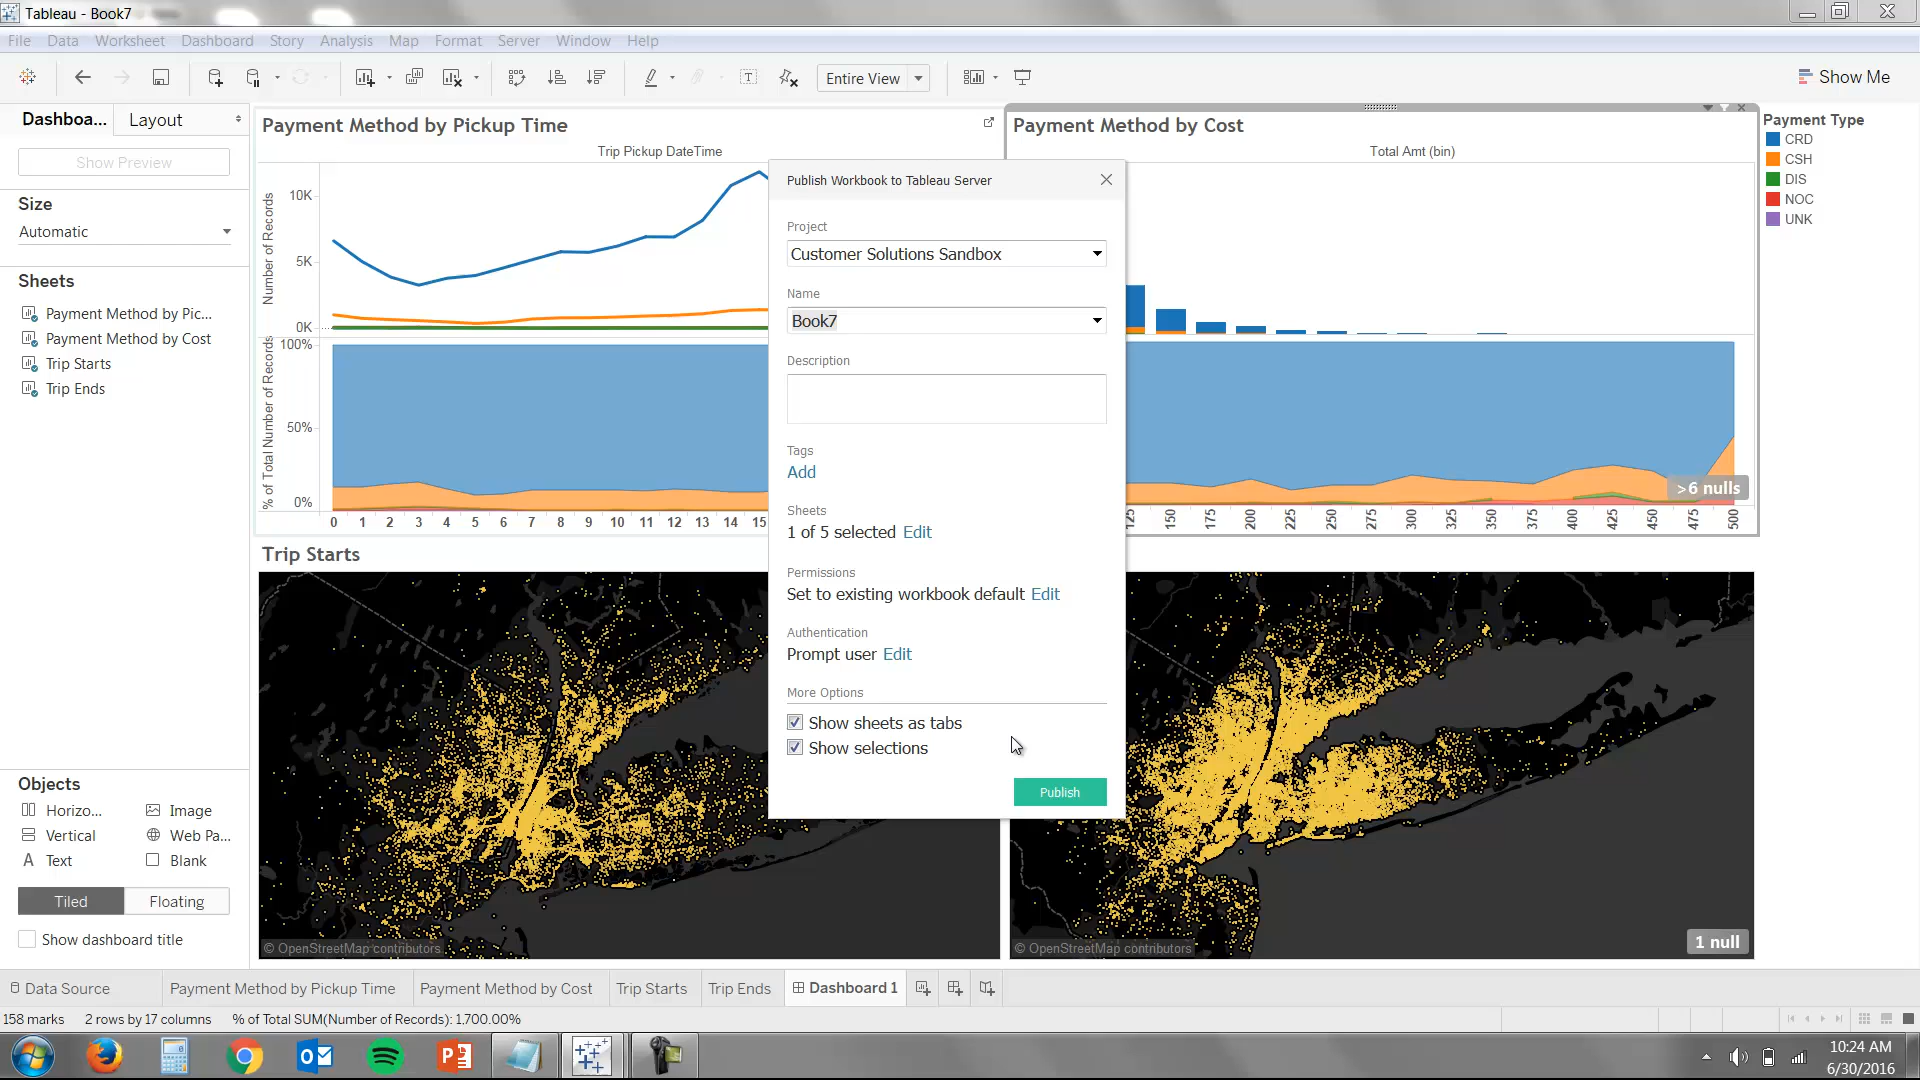 Tableau - Book7
File Data Worksheet Dashboard Story Analysis Map Format Server Window Help
Entire View
Show Me
Dashboa...
Layout
Show Preview
Size
Automatic
Sheets
Payment Method by Pic...
Payment Method by Cost
Trip Starts
Trip Ends
Objects
Horizo...
Image
Vertical
Web Pa...
Text
Blank
Tiled
Floating
Show dashboard title
Payment Method by Pickup Time
Trip Pickup DateTime
Number of Records
10K
5K
0K
% of Total Number of Records
100%
50%
0%
0 1 2 3 4 5 6 7 8 9 10 11 12 13 14 15
Payment Method by Cost
Total Amt (bin)
>6 nulls
125 150 175 200 225 250 275 300 325 350 375 400 425 450 475 500
Payment Type
CRD
CSH
DIS
NOC
UNK
Publish Workbook to Tableau Server
Project
Customer Solutions Sandbox
Name
Book7
Description
Tags
Add
Sheets
1 of 5 selected Edit
Permissions
Set to existing workbook default Edit
Authentication
Prompt user Edit
More Options
Show sheets as tabs
Show selections
Publish
Trip Starts
© OpenStreetMap contributors
© OpenStreetMap contributors
1 null
Data Source
Payment Method by Pickup Time
Payment Method by Cost
Trip Starts
Trip Ends
Dashboard 1
158 marks
2 rows by 17 columns
% of Total SUM(Number of Records): 1,700.00%
10:24 AM
6/30/2016